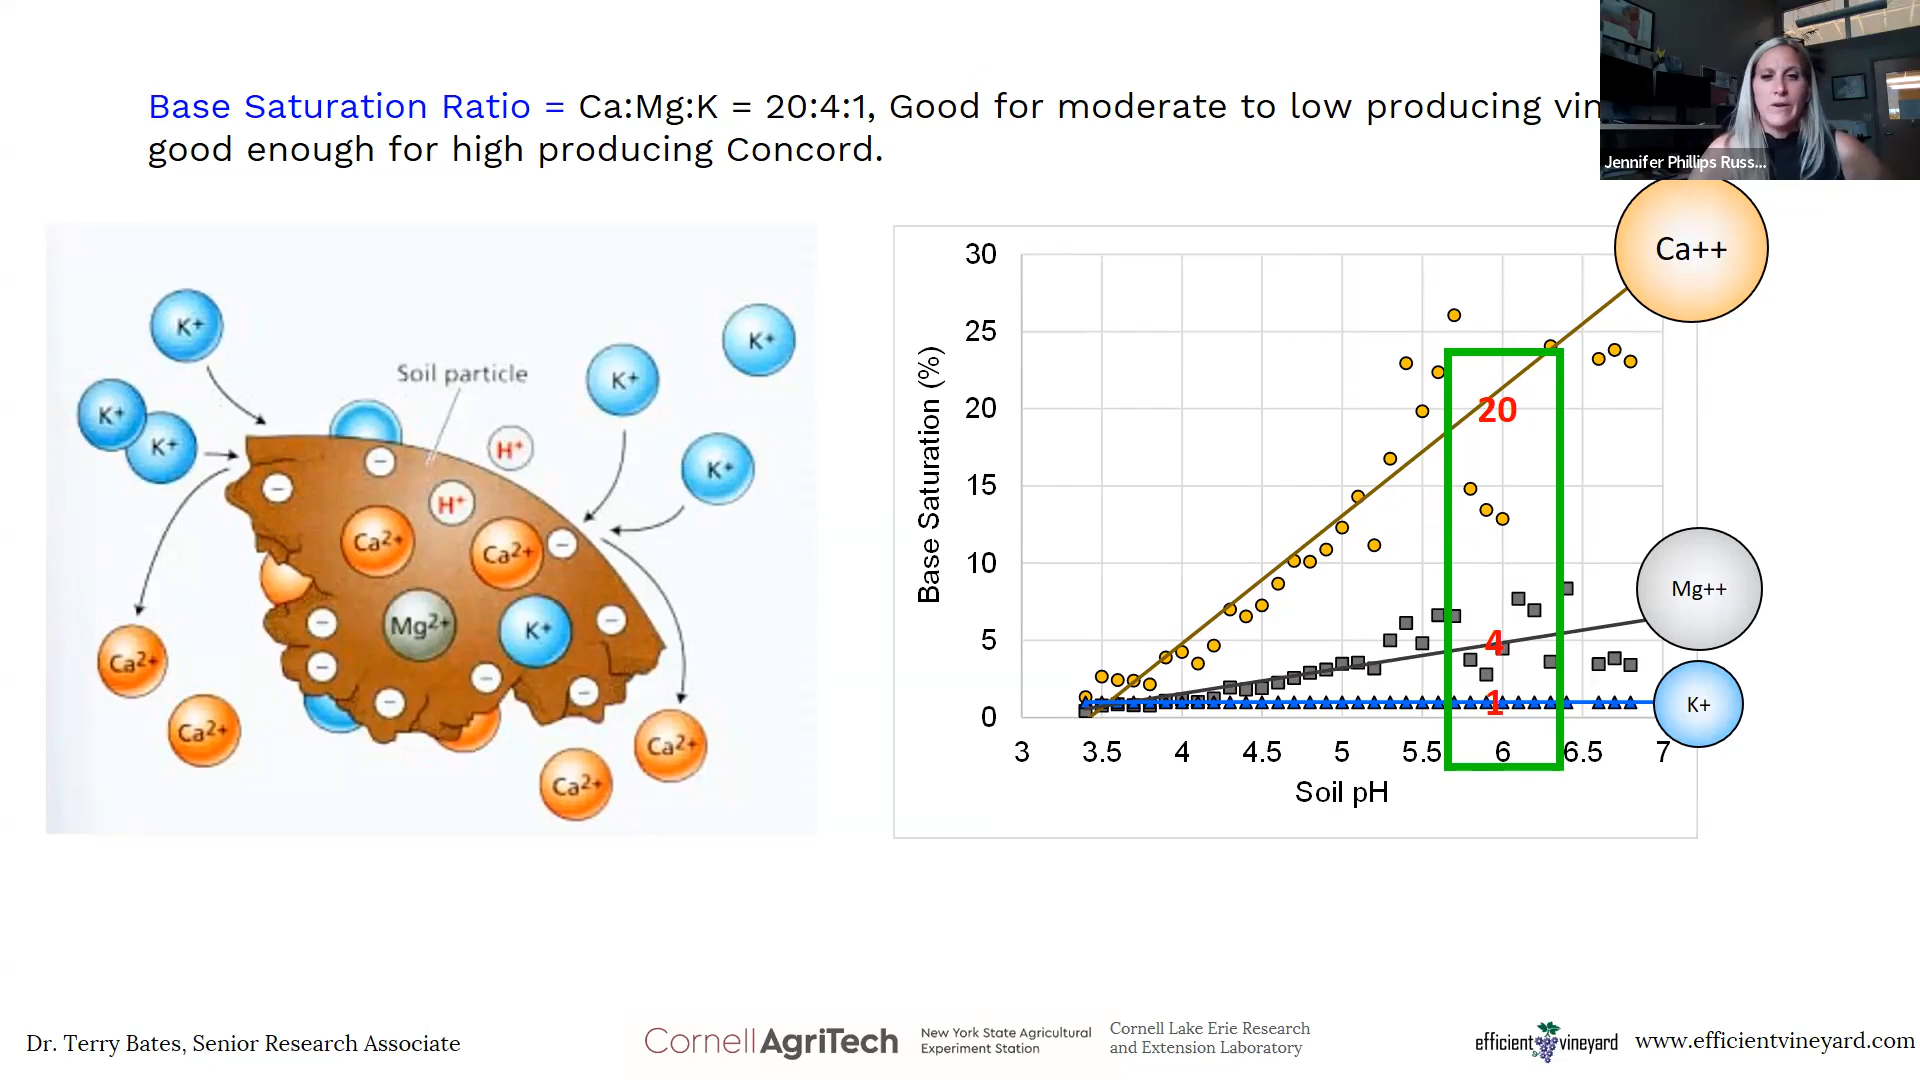 Base Saturation Ratio = Ca:Mg:K = 20:4:1, Good for moderate to low producing
good enough for high producing Concord.
Jennifer Phillips Russ...
K+
K+
K+
K+
K+
K+
Soil particle
H+
H+
Ca2+
Ca2+
Mg2+
K+
Ca2+
Ca2+
Ca2+
Ca2+
Base Saturation (%)
30
25
20
15
10
5
0
3
3.5
4
4.5
5
5.5
6
6.5
7
Soil pH
20
4
1
Ca++
Mg++
K+
Dr. Terry Bates, Senior Research Associate
Cornell AgriTech
New York State Agricultural
Experiment Station
Cornell Lake Erie Research
and Extension Laboratory
efficient vineyard
www.efficientvineyard.com